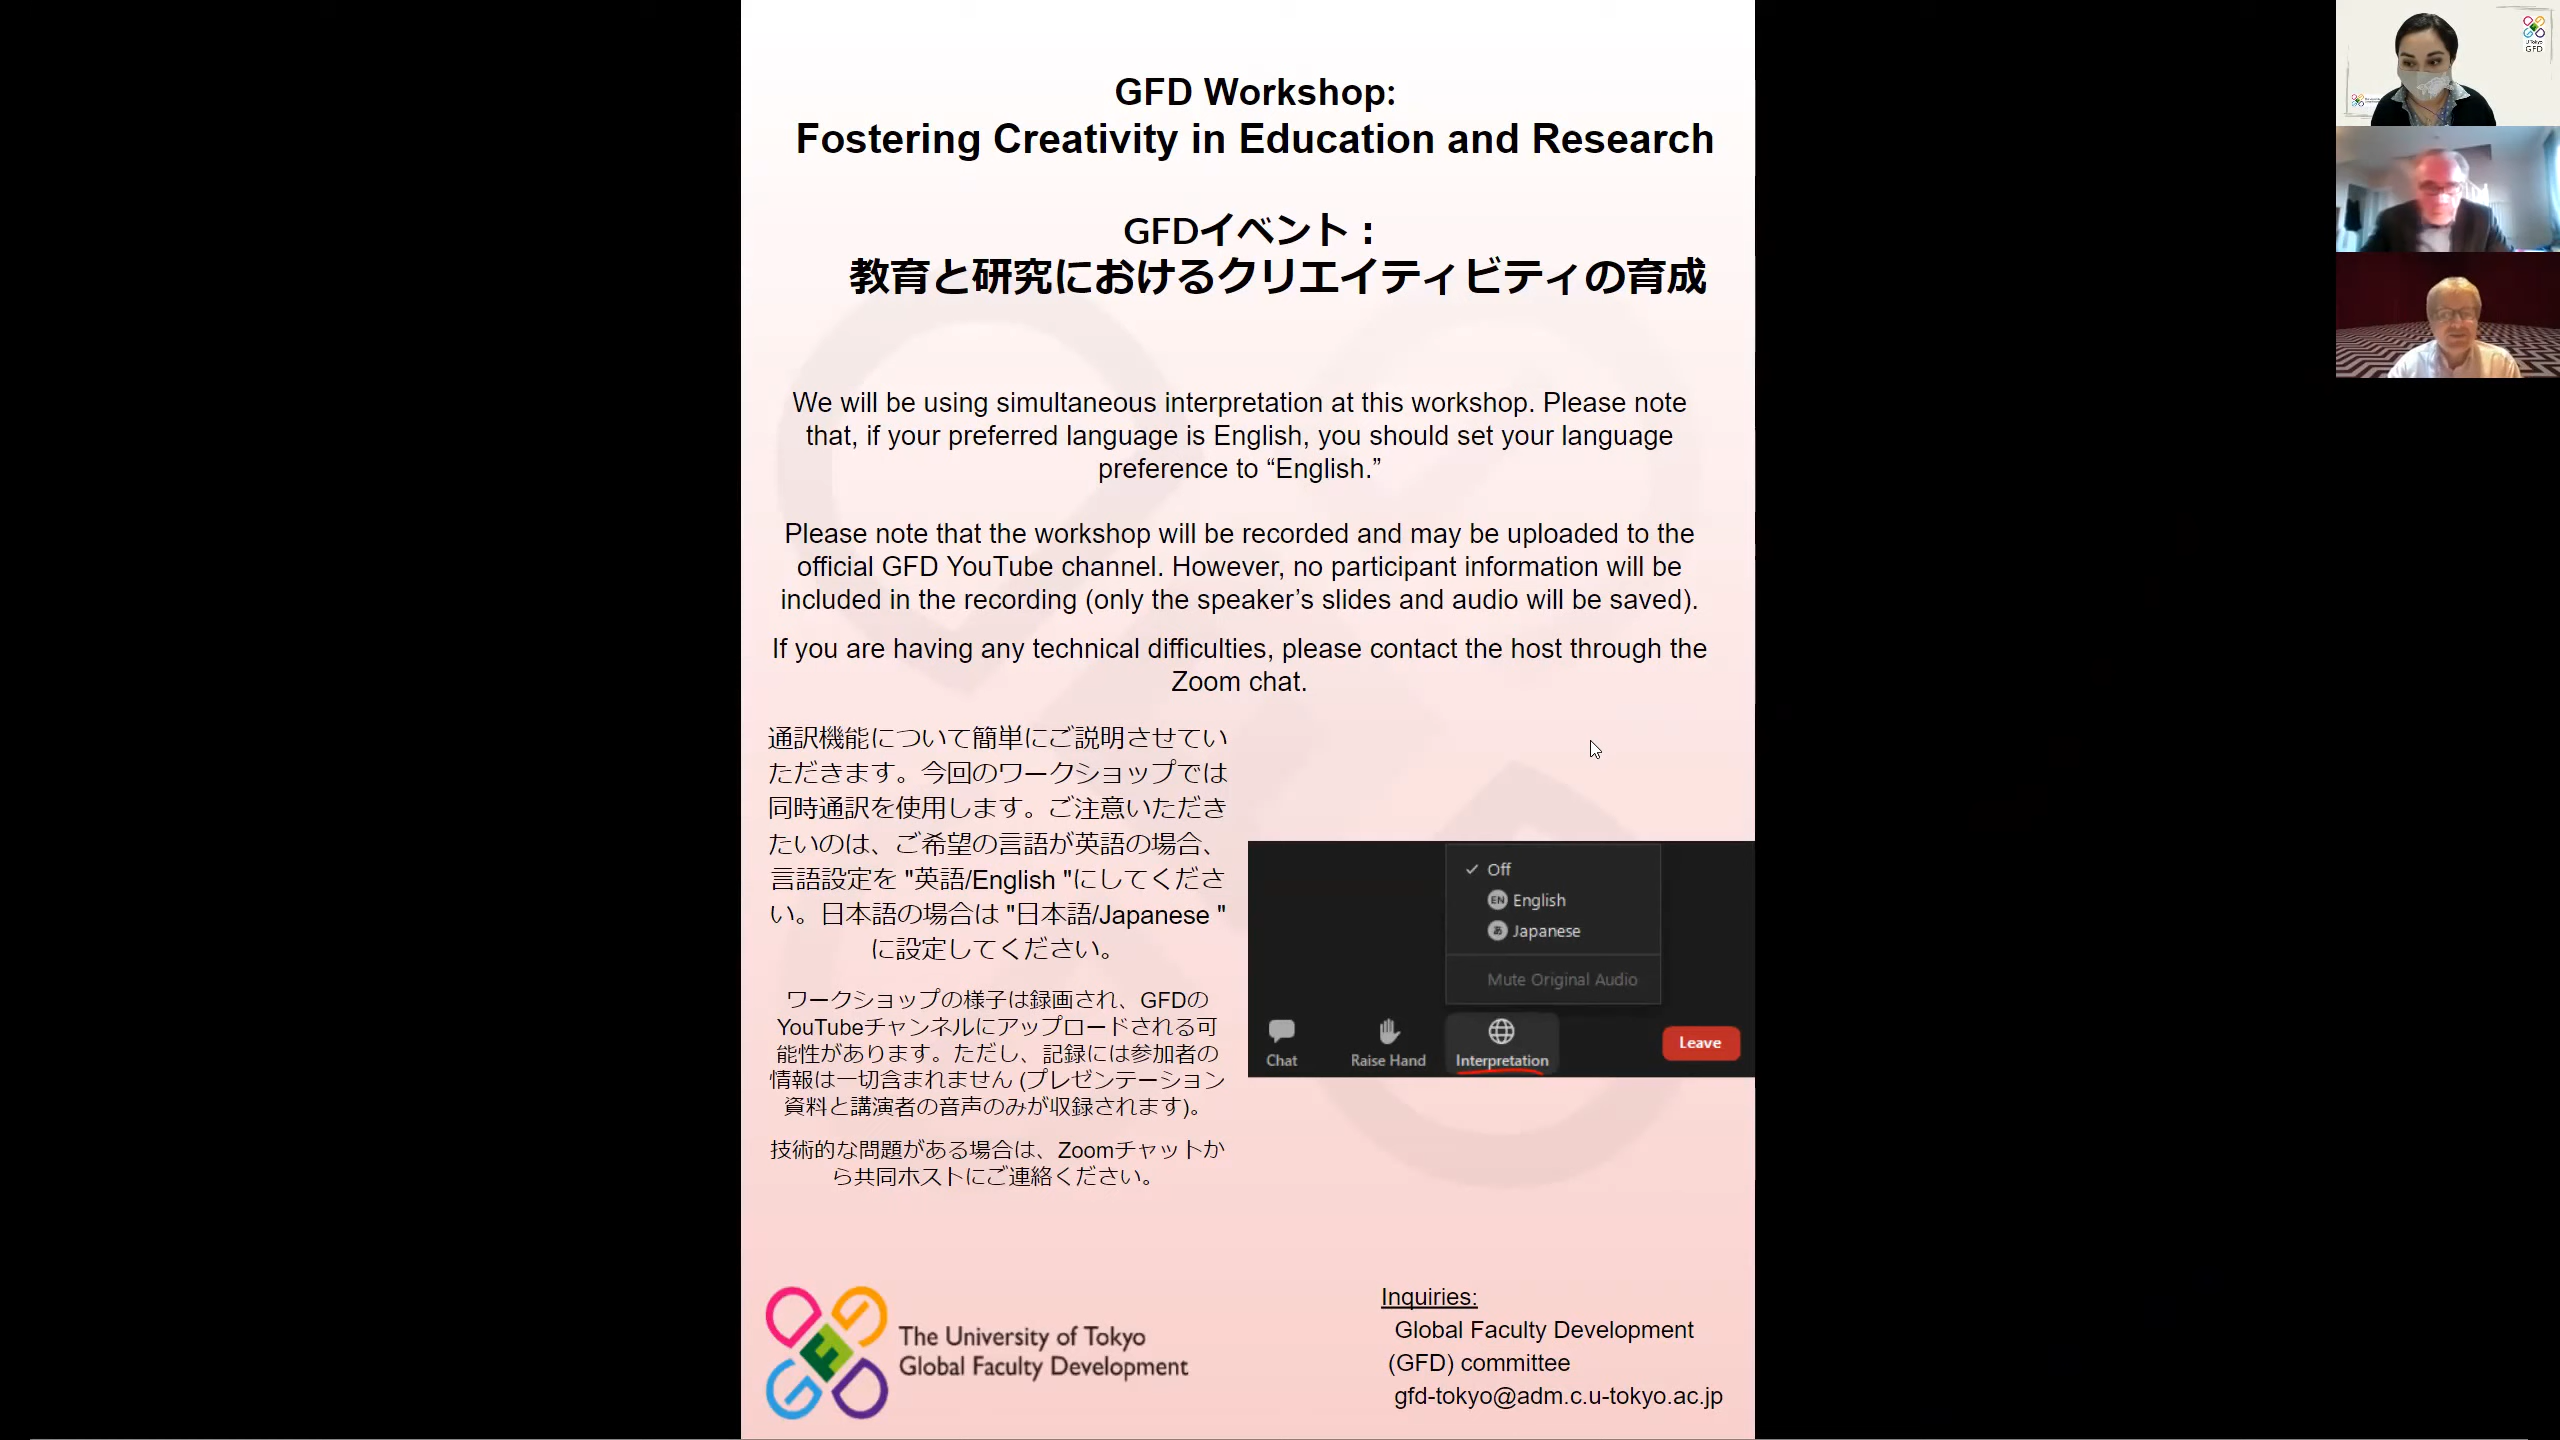 GFD Workshop:
Fostering Creativity in Education and Research
GFDイベント：
教育と研究におけるクリエイティビティの育成
We will be using simultaneous interpretation at this workshop. Please note
that, if your preferred language is English, you should set your language
preference to “English.”
Please note that the workshop will be recorded and may be uploaded to the
official GFD YouTube channel. However, no participant information will be
included in the recording (only the speaker’s slides and audio will be saved).
If you are having any technical difficulties, please contact the host through the
Zoom chat.
通訳機能について簡単にご説明させてい
ただきます。今回のワークショップでは
同時通訳を使用します。ご注意いただき
たいのは、ご希望の言語が英語の場合、
言語設定を "英語/English "にしてくださ
い。日本語の場合は "日本語/Japanese "
に設定してください。
ワークショップの様子は録画され、GFDの
YouTubeチャンネルにアップロードされる可
能性があります。ただし、記録には参加者の
情報は一切含まれません (プレゼンテーション
資料と講演者の音声のみが収録されます)。
技術的な問題がある場合は、Zoomチャットか
ら共同ホストにご連絡ください。
Off
EN English
あ Japanese
Mute Original Audio
Chat
Raise Hand
Interpretation
Leave
GFD
The University of Tokyo
Global Faculty Development
Inquiries:
Global Faculty Development
(GFD) committee
gfd-tokyo@adm.c.u-tokyo.ac.jp
U Tokyo
GFD